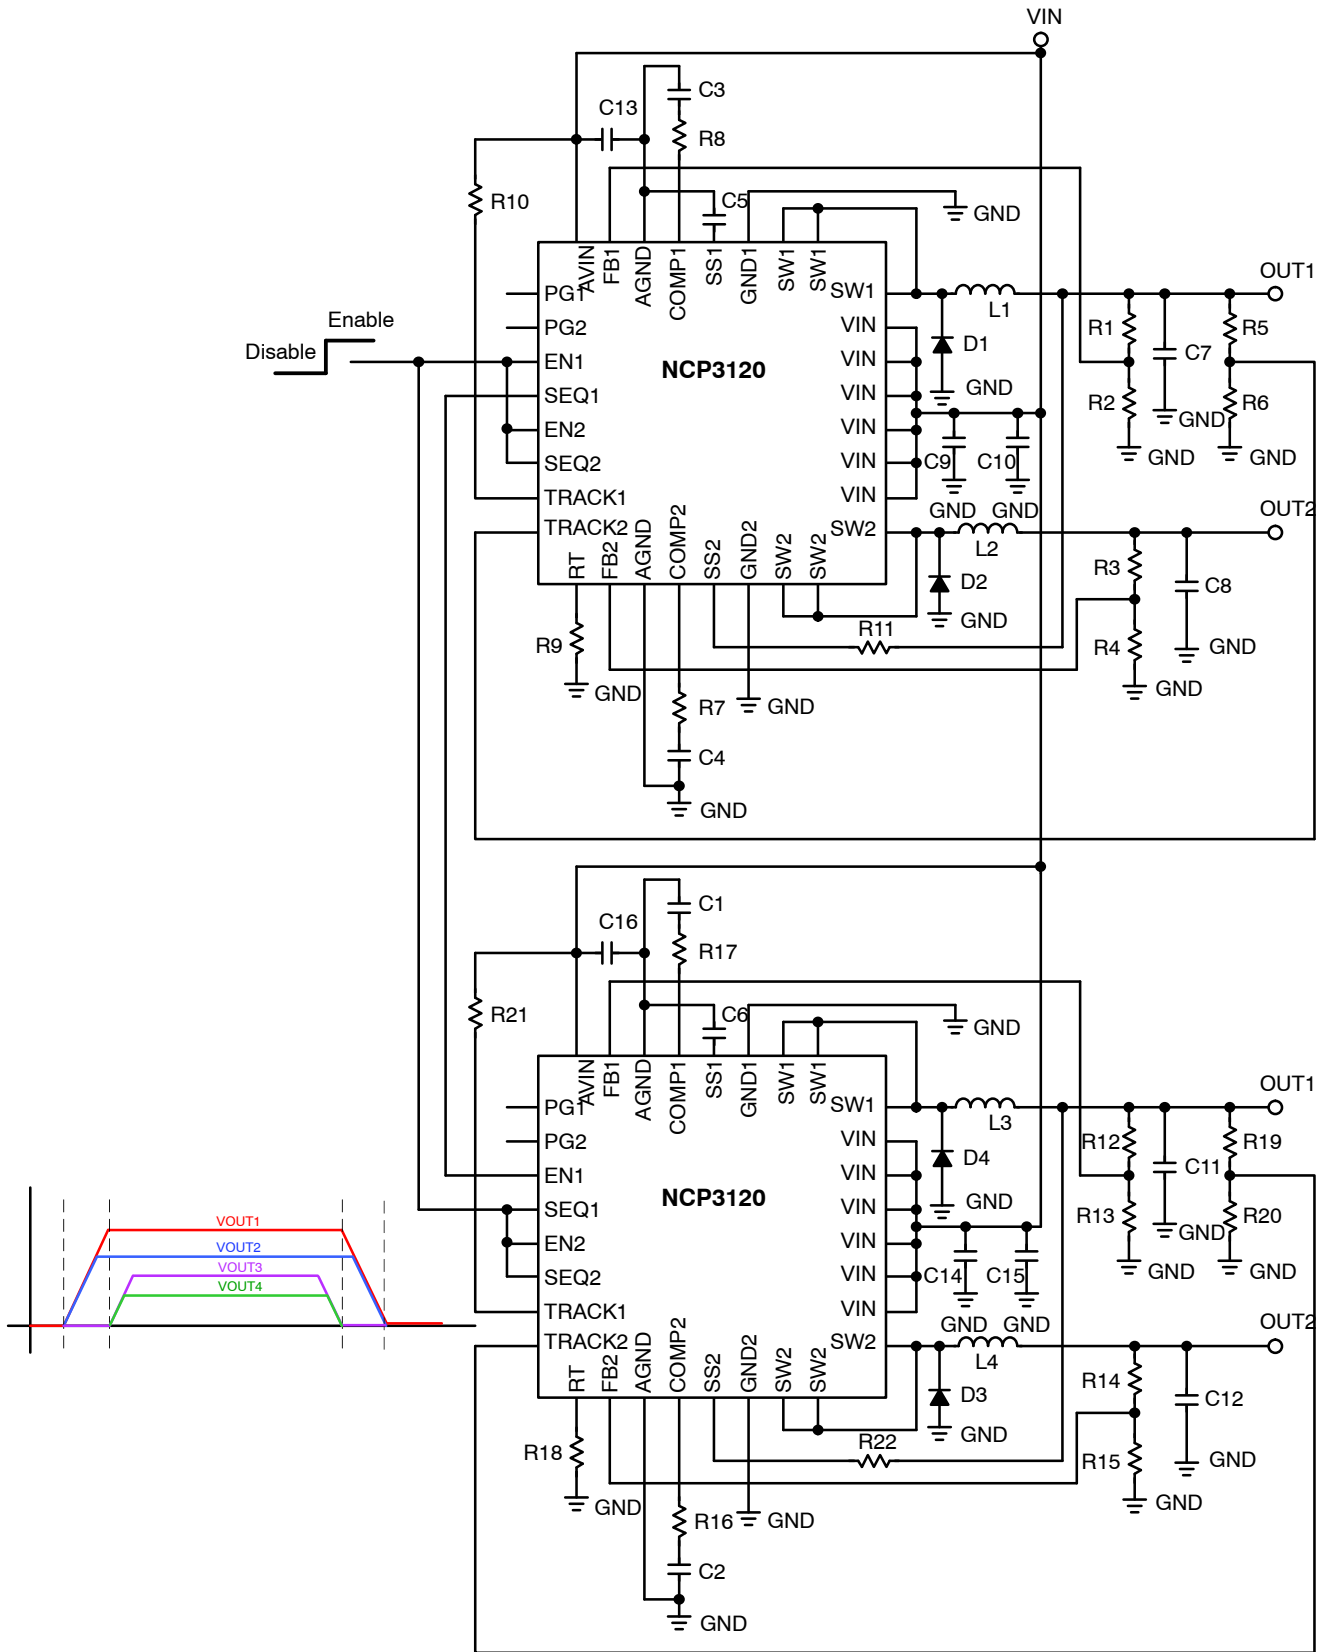 VIN
C3
C13
R8
R10
C5
GND
AVIN
FB1
AGND
COMP1
SS1
GND1
SW1
SW1
OUT1
PG1
SW1
L1
Enable
PG2
VIN
R1
R5
Disable
D1
C7
EN1
NCP3120
VIN
GND
SEQ1
VIN
R2
GND
R6
EN2
VIN
GND
GND
SEQ2
VIN
C9
C10
TRACK1
VIN
GND
GND
OUT2
TRACK2
SW2
L2
RT
FB2
AGND
COMP2
SS2
GND2
SW2
SW2
D2
R3
C8
GND
R9
R11
R4
GND
GND
R7
GND
GND
C4
GND
C1
C16
R17
R21
C6
GND
AVIN
FB1
AGND
COMP1
SS1
GND1
SW1
SW1
OUT1
PG1
SW1
L3
PG2
VIN
R12
R19
D4
C11
EN1
NCP3120
VIN
GND
SEQ1
VIN
R13
GND
R20
EN2
VIN
GND
GND
SEQ2
VIN
C14
C15
TRACK1
VIN
GND
GND
OUT2
TRACK2
SW2
L4
RT
FB2
AGND
COMP2
SS2
GND2
SW2
SW2
D3
R14
C12
GND
R18
R22
R15
GND
GND
R16
GND
GND
C2
GND
VOUT1
VOUT2
VOUT3
VOUT4